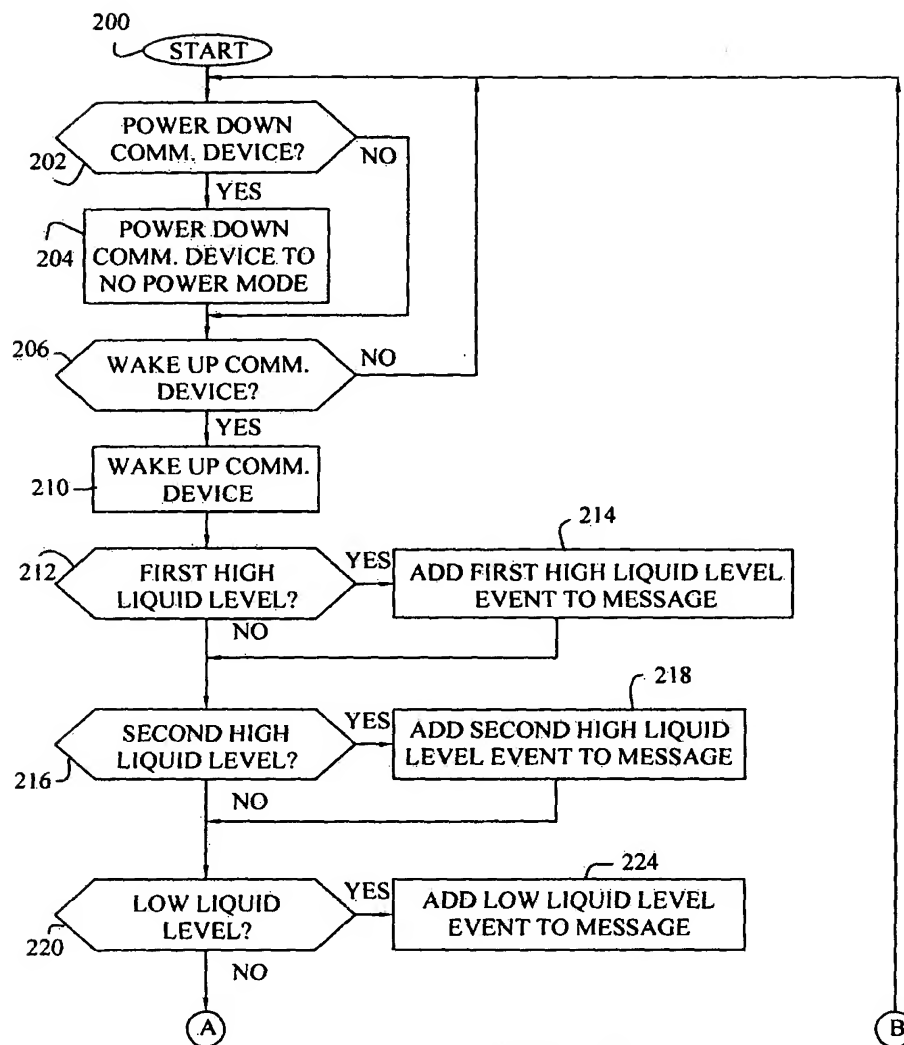 200
START
POWER DOWN
COMM. DEVICE?
202
NO
YES
POWER DOWN
COMM. DEVICE TO
NO POWER MODE
204
206
WAKE UP COMM.
DEVICE?
NO
YES
WAKE UP COMM.
DEVICE
210
212
FIRST HIGH
LIQUID LEVEL?
YES
214
ADD FIRST HIGH LIQUID LEVEL
EVENT TO MESSAGE
NO
SECOND HIGH
LIQUID LEVEL?
216
YES
218
ADD SECOND HIGH LIQUID
LEVEL EVENT TO MESSAGE
NO
LOW LIQUID
LEVEL?
220
YES
224
ADD LOW LIQUID LEVEL
EVENT TO MESSAGE
NO
A
B